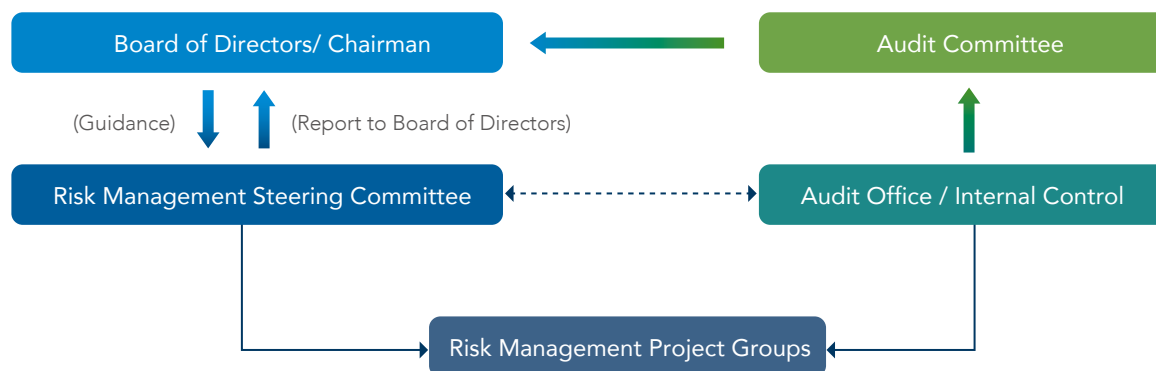 Board of Directors/ Chairman
Audit Committee
(Guidance)
(Report to Board of Directors)
Risk Management Steering Committee
Audit Office / Internal Control
Risk Management Project Groups